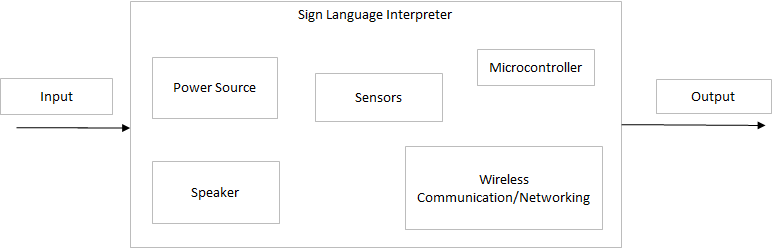 Sign Language Interpreter
Input
Power Source
Sensors
Microcontroller
Output
Speaker
Wireless
Communication/Networking